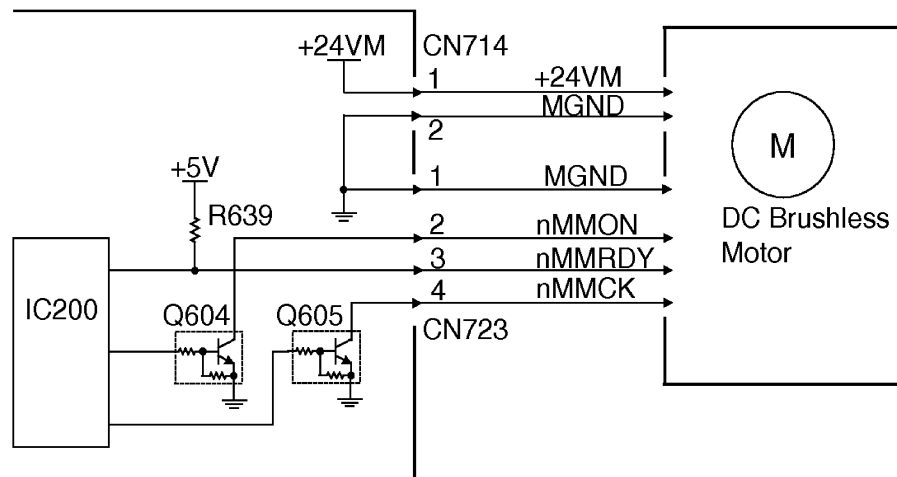 +24VM
CN714
1
+24VM
MGND
2
M
+5V
1
MGND
R639
2
nMMON
DC Brushless
Motor
3
nMMRDY
IC200
Q604
Q605
4
nMMCK
CN723